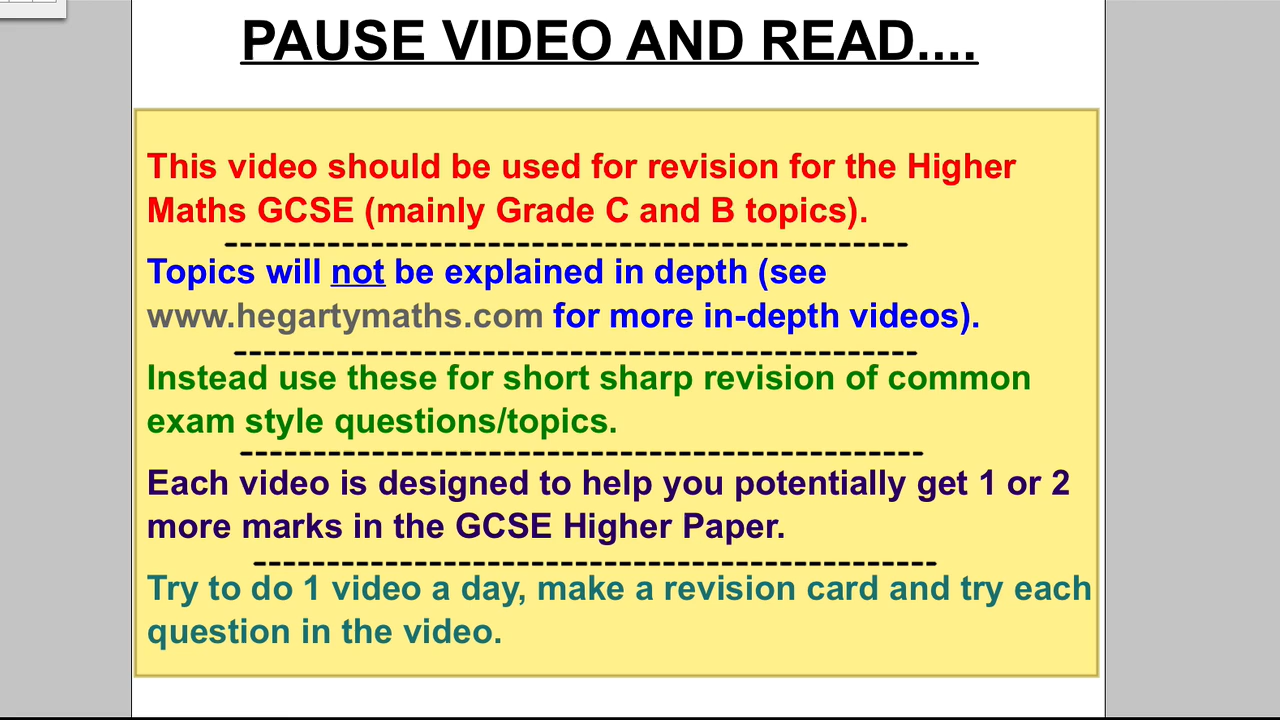 PAUSE VIDEO AND READ....
This video should be used for revision for the Higher
Maths GCSE (mainly Grade C and B topics).
Topics will not be explained in depth (see
www.hegartymaths.com for more in-depth videos).
Instead use these for short sharp revision of common
exam style questions/topics.
Each video is designed to help you potentially get 1 or 2
more marks in the GCSE Higher Paper.
Try to do 1 video a day, make a revision card and try each
question in the video.